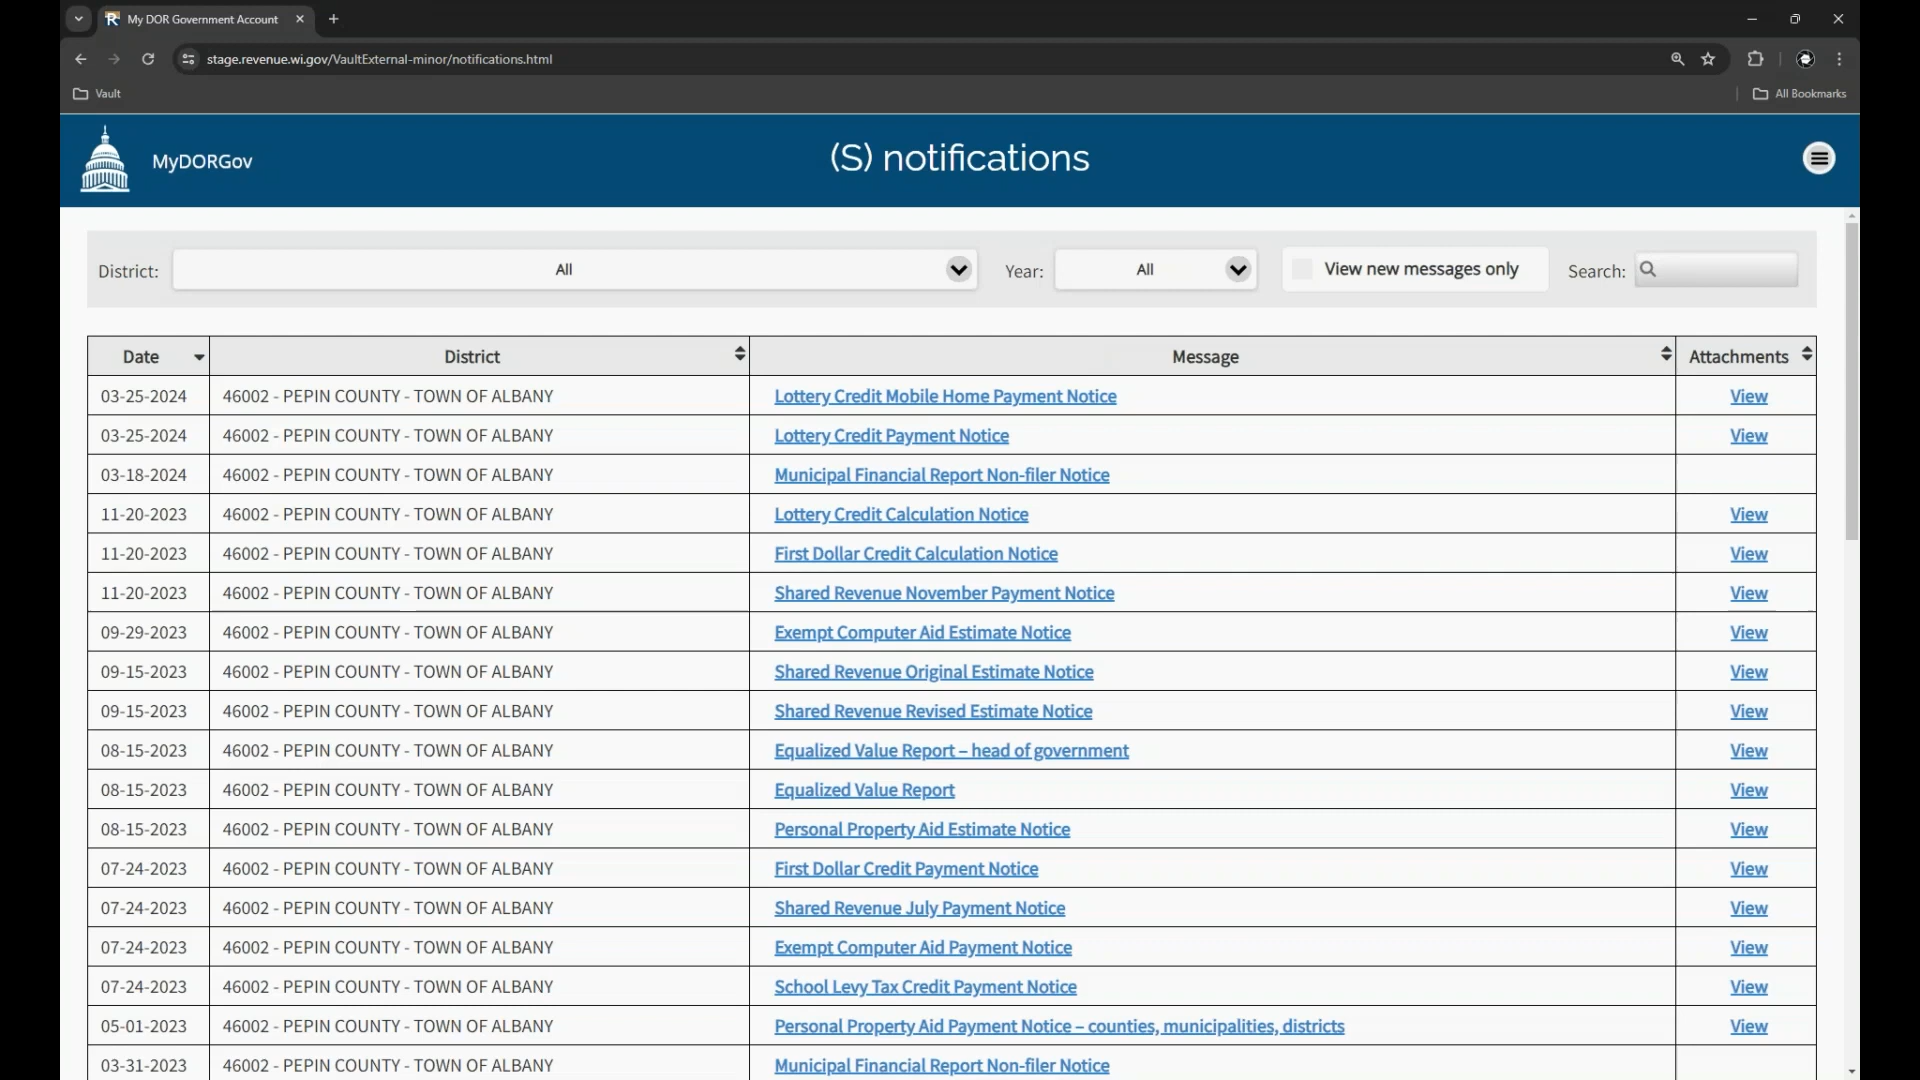 My DOR Government Account
stage.revenue.wi.gov/VaultExternal-minor/notifications.html
Vault
All Bookmarks
MyDORGov
(S) notifications
District: All Year: All View new messages only Search:
Date District Message Attachments
03-25-2024 46002 - PEPIN COUNTY - TOWN OF ALBANY Lottery Credit Mobile Home Payment Notice View
03-25-2024 46002 - PEPIN COUNTY - TOWN OF ALBANY Lottery Credit Payment Notice View
03-18-2024 46002 - PEPIN COUNTY - TOWN OF ALBANY Municipal Financial Report Non-filer Notice
11-20-2023 46002 - PEPIN COUNTY - TOWN OF ALBANY Lottery Credit Calculation Notice View
11-20-2023 46002 - PEPIN COUNTY - TOWN OF ALBANY First Dollar Credit Calculation Notice View
11-20-2023 46002 - PEPIN COUNTY - TOWN OF ALBANY Shared Revenue November Payment Notice View
09-29-2023 46002 - PEPIN COUNTY - TOWN OF ALBANY Exempt Computer Aid Estimate Notice View
09-15-2023 46002 - PEPIN COUNTY - TOWN OF ALBANY Shared Revenue Original Estimate Notice View
09-15-2023 46002 - PEPIN COUNTY - TOWN OF ALBANY Shared Revenue Revised Estimate Notice View
08-15-2023 46002 - PEPIN COUNTY - TOWN OF ALBANY Equalized Value Report – head of government View
08-15-2023 46002 - PEPIN COUNTY - TOWN OF ALBANY Equalized Value Report View
08-15-2023 46002 - PEPIN COUNTY - TOWN OF ALBANY Personal Property Aid Estimate Notice View
07-24-2023 46002 - PEPIN COUNTY - TOWN OF ALBANY First Dollar Credit Payment Notice View
07-24-2023 46002 - PEPIN COUNTY - TOWN OF ALBANY Shared Revenue July Payment Notice View
07-24-2023 46002 - PEPIN COUNTY - TOWN OF ALBANY Exempt Computer Aid Payment Notice View
07-24-2023 46002 - PEPIN COUNTY - TOWN OF ALBANY School Levy Tax Credit Payment Notice View
05-01-2023 46002 - PEPIN COUNTY - TOWN OF ALBANY Personal Property Aid Payment Notice – counties, municipalities, districts View
03-31-2023 46002 - PEPIN COUNTY - TOWN OF ALBANY Municipal Financial Report Non-filer Notice